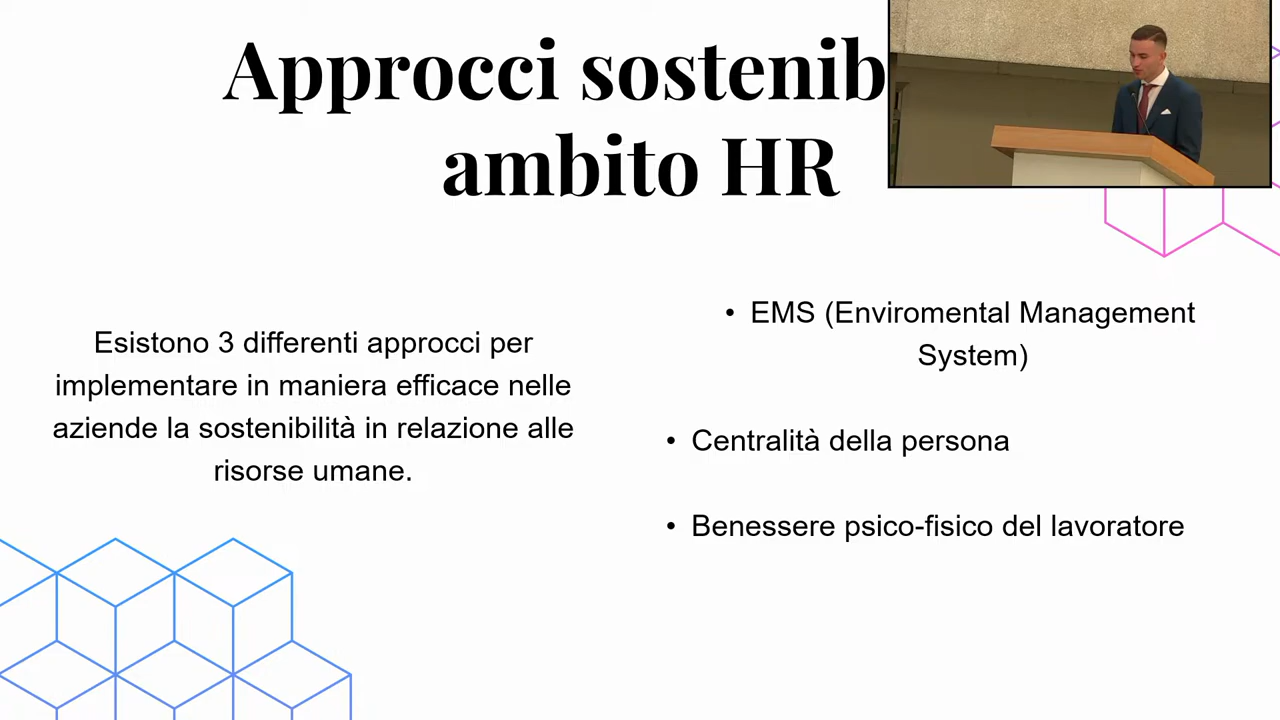 Approcci sostenib
ambito HR
Esistono 3 differenti approcci per
implementare in maniera efficace nelle
aziende la sostenibilità in relazione alle
risorse umane.
• EMS (Enviromental Management
System)
• Centralità della persona
• Benessere psico-fisico del lavoratore